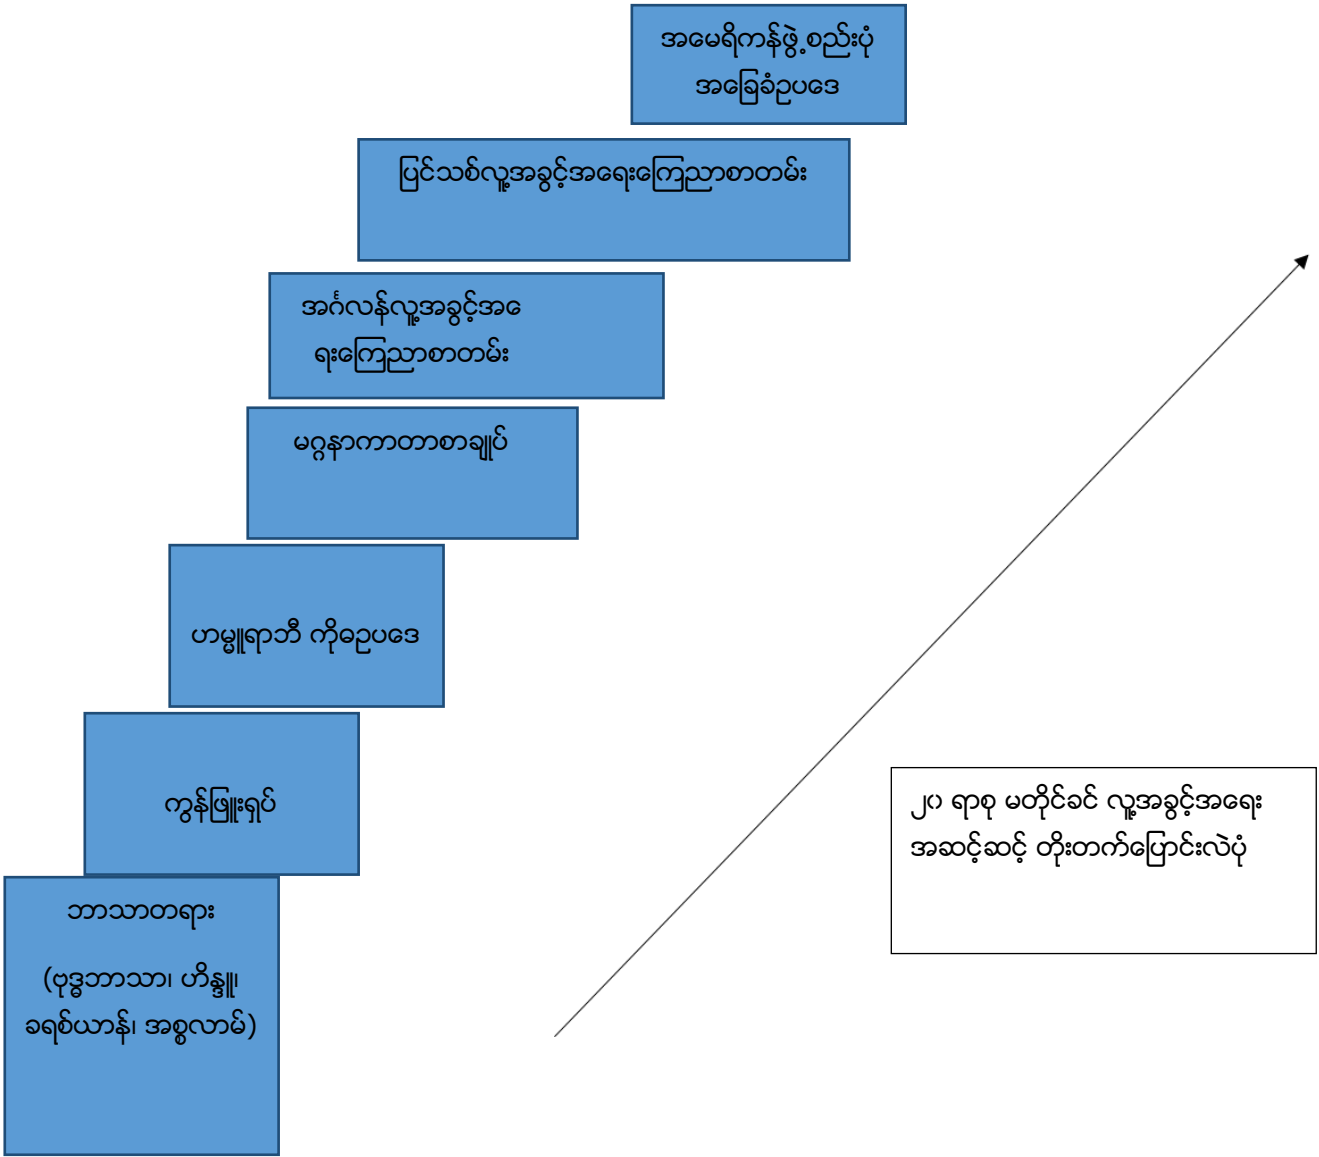 အမေရိကန်ဖွဲ့စည်းပုံ
အခြေခံဥပဒေ
ပြင်သစ်လူ့အခွင့်အရေးကြေညာစာတမ်း
အင်္ဂလန်လူ့အခွင့်အေ
ရးကြေညာစာတမ်း
မဂ္ဂနာကာတာစာချုပ်
ဟမ္မူရာဘီ ကိုဓဥပဒေ
ကွန်ဖြူးရှပ်
ဘာသာတရား
(ဗုဒ္ဓဘာသာ၊ ဟိန္ဒူ၊
ခရစ်ယာန်၊ အစ္စလာမ်)
၂၀ ရာစု မတိုင်ခင် လူ့အခွင့်အရေး
အဆင့်ဆင့် တိုးတက်ပြောင်းလဲပုံ